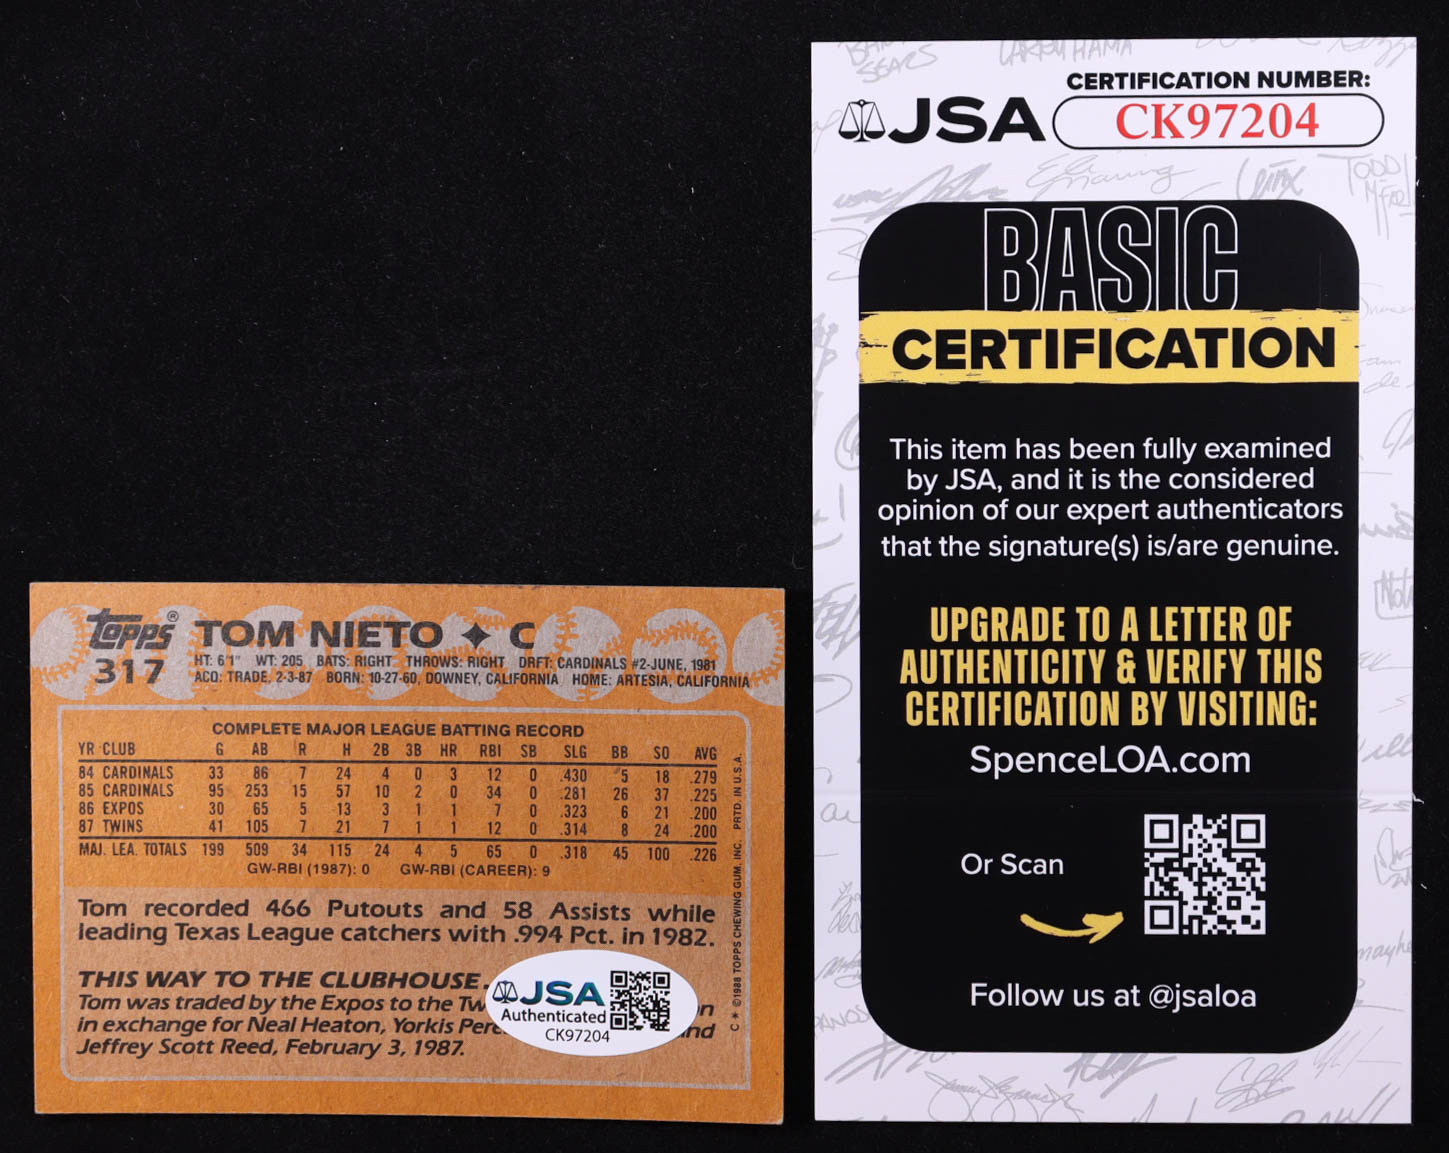 topps® TOM NIETO ✦ C
317
HT: 6'1" WT: 205 BATS: RIGHT THROWS: RIGHT DRFT: CARDINALS #2-JUNE, 1981
ACQ: TRADE, 2-3-87 BORN: 10-27-60, DOWNEY, CALIFORNIA HOME: ARTESIA, CALIFORNIA
COMPLETE MAJOR LEAGUE BATTING RECORD
YR CLUB G AB R H 2B 3B HR RBI SB SLG BB SO AVG
84 CARDINALS 33 86 7 24 4 0 3 12 0 .430 5 18 .279
85 CARDINALS 95 253 15 57 10 2 0 34 0 .281 26 37 .225
86 EXPOS 30 65 5 13 3 1 1 7 0 .323 6 21 .200
87 TWINS 41 105 7 21 7 1 1 12 0 .314 8 24 .200
MAJ. LEA. TOTALS 199 509 34 115 24 4 5 65 0 .318 45 100 .226
GW-RBI (1987): 0 GW-RBI (CAREER): 9
Tom recorded 466 Putouts and 58 Assists while
leading Texas League catchers with .994 Pct. in 1982.
THIS WAY TO THE CLUBHOUSE
Tom was traded by the Expos to the Tw
in exchange for Neal Heaton, Yorkis Pere nd
Jeffrey Scott Reed, February 3, 1987.
C * ©1988 TOPPS CHEWING GUM, INC. PRTD. IN U.S.A.
JSA
Authenticated
CK97204
CERTIFICATION NUMBER:
JSA CK97204
BASIC
CERTIFICATION
This item has been fully examined
by JSA, and it is the considered
opinion of our expert authenticators
that the signature(s) is/are genuine.
UPGRADE TO A LETTER OF
AUTHENTICITY & VERIFY THIS
CERTIFICATION BY VISITING:
SpenceLOA.com
Or Scan
Follow us at @jsaloa